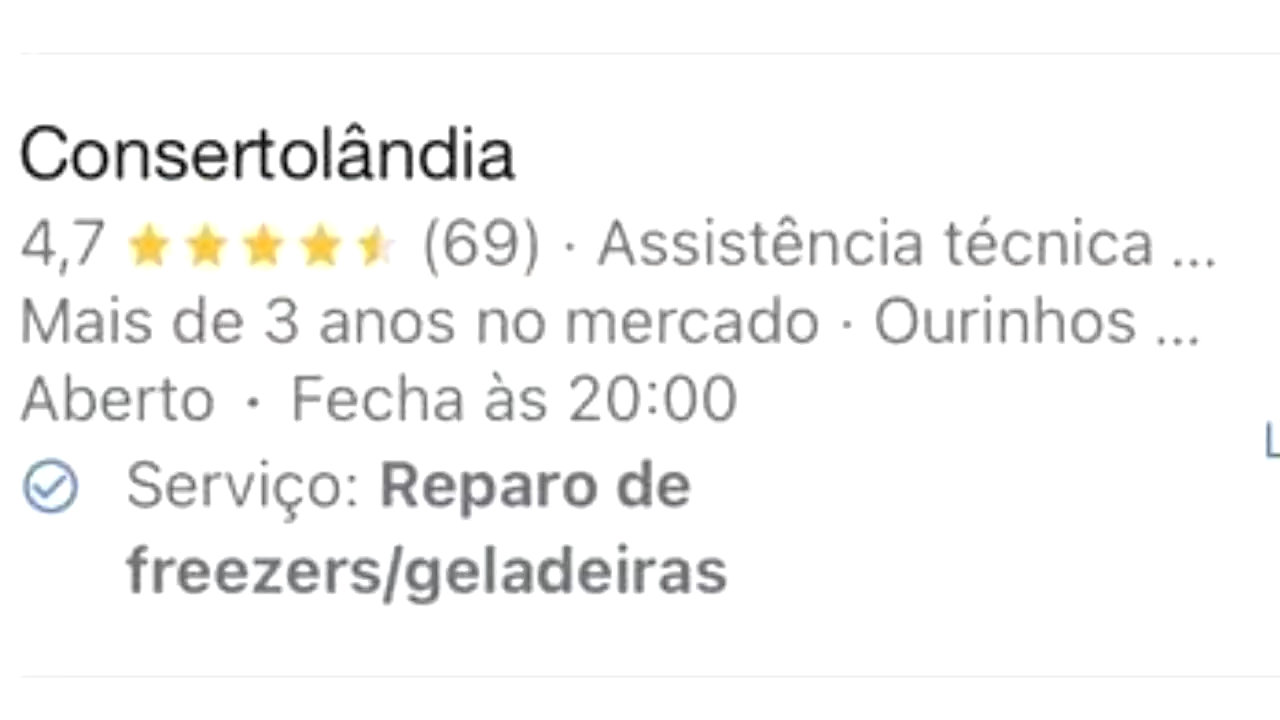 Consertolândia
4,7 (69) · Assistência técnica ...
Mais de 3 anos no mercado · Ourinhos ...
Aberto · Fecha às 20:00
Serviço: Reparo de
freezers/geladeiras